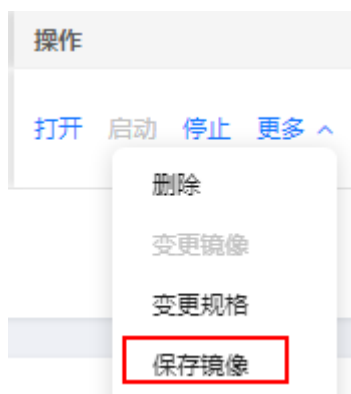 操作
打开 启动 停止 更多
删除
变更镜像
变更规格
保存镜像